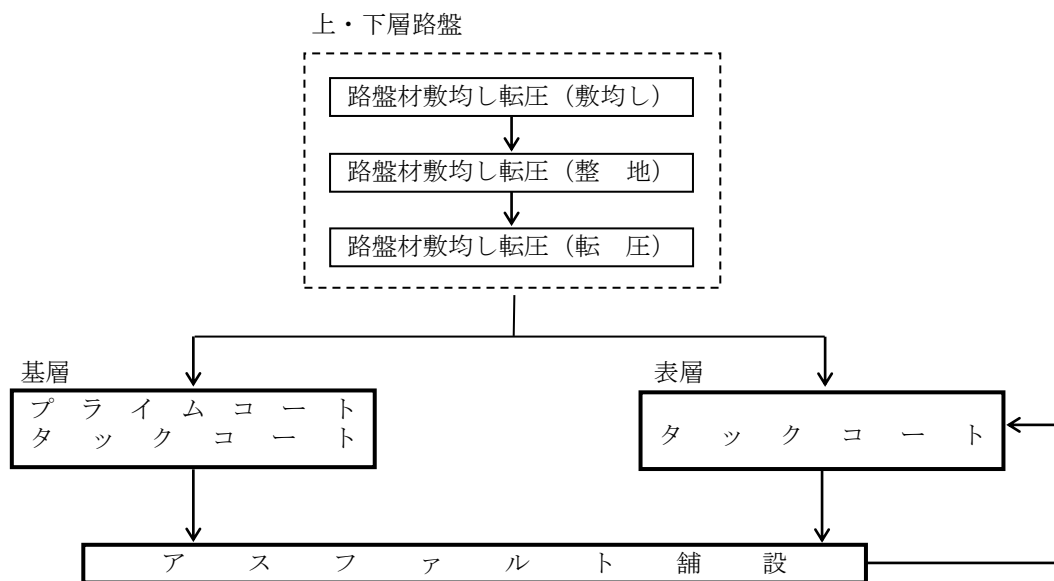 上・下層路盤
路盤材敷均し転圧（敷均し）
路盤材敷均し転圧（整　地）
路盤材敷均し転圧（転　圧）
基層
プライムコート
タックコート
表層
タックコート
アスファルト舗設